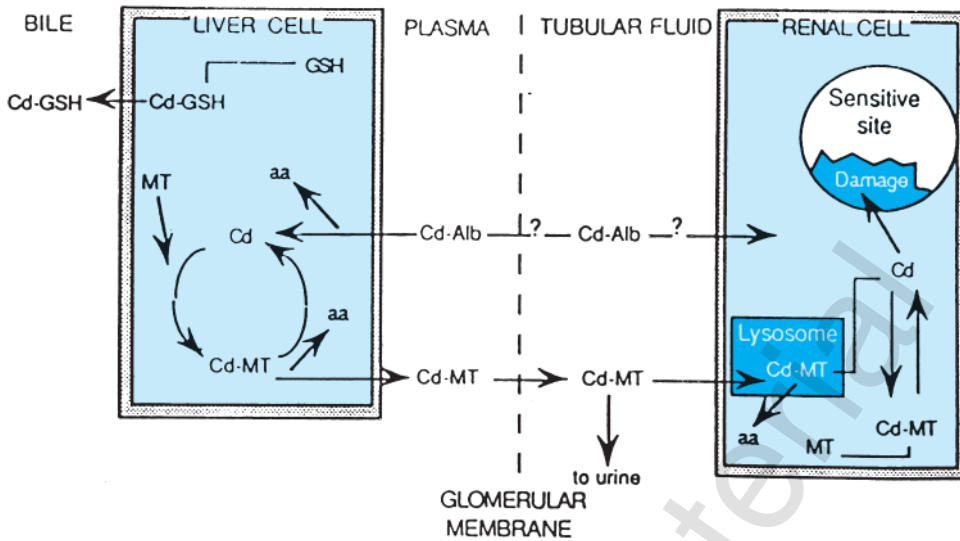 BILE
LIVER CELL
PLASMA
TUBULAR FLUID
RENAL CELL
GSH
Cd-GSH
Cd-GSH
Sensitive
site
Damage
MT
aa
Cd
Cd-Alb
?
Cd-Alb
?
Cd
aa
Cd-MT
Cd-MT
Cd-MT
Lysosome
Cd-MT
aa
MT
Cd-MT
to urine
GLOMERULAR
MEMBRANE
terial